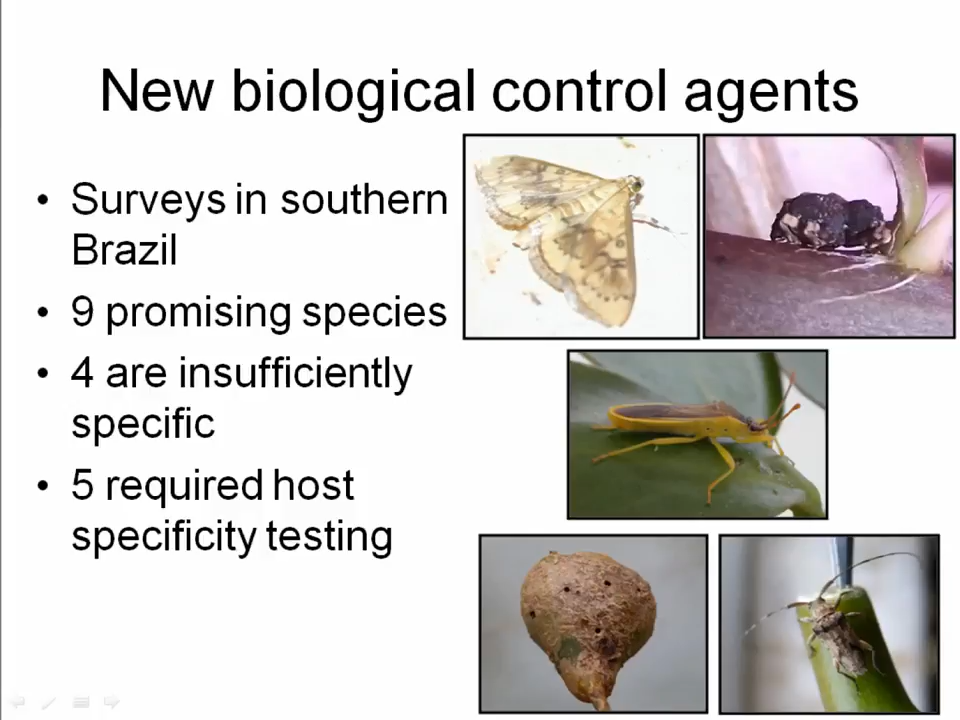 New biological control agents
• Surveys in southern
Brazil
• 9 promising species
• 4 are insufficiently
specific
• 5 required host
specificity testing